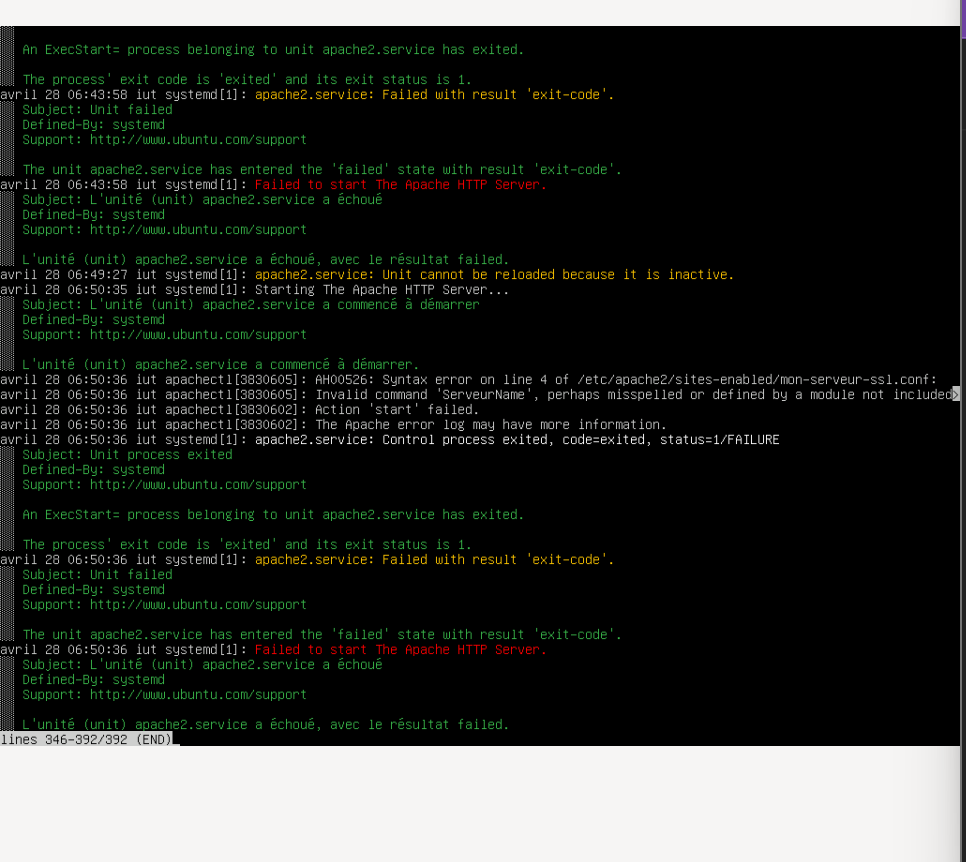 An ExecStart= process belonging to unit apache2.service has exited.
The process' exit code is 'exited' and its exit status is 1.
avril 28 06:43:58 iut systemd[1]: apache2.service: Failed with result 'exit-code'.
Subject: Unit failed
Defined-By: systemd
Support: http://www.ubuntu.com/support
The unit apache2.service has entered the 'failed' state with result 'exit-code'.
avril 28 06:43:58 iut systemd[1]: Failed to start The Apache HTTP Server.
Subject: L'unité (unit) apache2.service a échoué
Defined-By: systemd
Support: http://www.ubuntu.com/support
L'unité (unit) apache2.service a échoué, avec le résultat failed.
avril 28 06:49:27 iut systemd[1]: apache2.service: Unit cannot be reloaded because it is inactive.
avril 28 06:50:35 iut systemd[1]: Starting The Apache HTTP Server...
Subject: L'unité (unit) apache2.service a commencé à démarrer
Defined-By: systemd
Support: http://www.ubuntu.com/support
L'unité (unit) apache2.service a commencé à démarrer.
avril 28 06:50:36 iut apachectl[3830605]: AH00526: Syntax error on line 4 of /etc/apache2/sites-enabled/mon-serveur-ssl.conf:
avril 28 06:50:36 iut apachectl[3830605]: Invalid command 'ServeurName', perhaps misspelled or defined by a module not included>
avril 28 06:50:36 iut apachectl[3830602]: Action 'start' failed.
avril 28 06:50:36 iut apachectl[3830602]: The Apache error log may have more information.
avril 28 06:50:36 iut systemd[1]: apache2.service: Control process exited, code=exited, status=1/FAILURE
Subject: Unit process exited
Defined-By: systemd
Support: http://www.ubuntu.com/support
An ExecStart= process belonging to unit apache2.service has exited.
The process' exit code is 'exited' and its exit status is 1.
avril 28 06:50:36 iut systemd[1]: apache2.service: Failed with result 'exit-code'.
Subject: Unit failed
Defined-By: systemd
Support: http://www.ubuntu.com/support
The unit apache2.service has entered the 'failed' state with result 'exit-code'.
avril 28 06:50:36 iut systemd[1]: Failed to start The Apache HTTP Server.
Subject: L'unité (unit) apache2.service a échoué
Defined-By: systemd
Support: http://www.ubuntu.com/support
L'unité (unit) apache2.service a échoué, avec le résultat failed.
lines 346-392/392 (END)